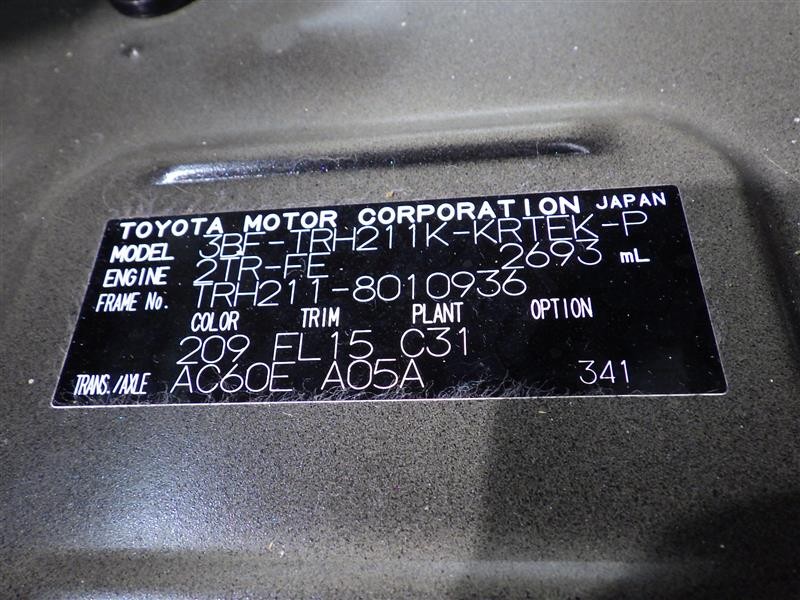 TOYOTA MOTOR CORPORATION JAPAN
MODEL 3BF-TRH211K-KRTEK-P
ENGINE 2TR-FE 2693 mL
FRAME No. TRH211-8010936
COLOR TRIM PLANT OPTION
209 FL15 C31
TRANS./AXLE AC60E A05A 341